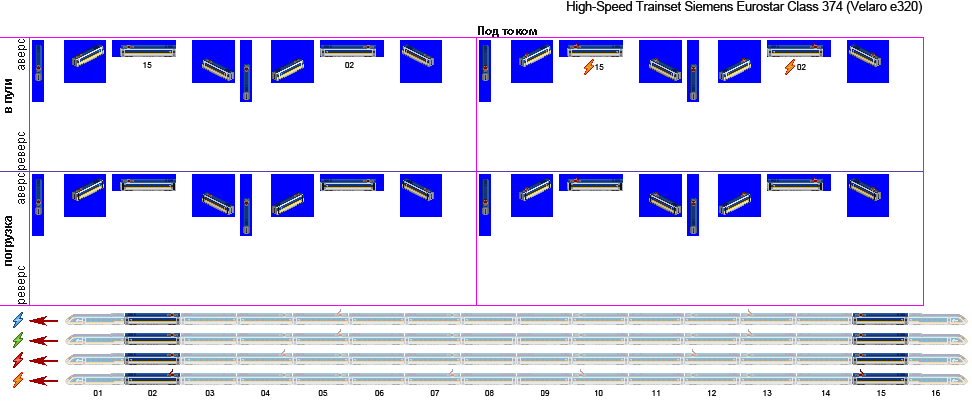 High-Speed Trainset Siemens Eurostar Class 374 (Velaro e320)
Под током
в пути
аверс
реверс
15
02
15
02
погрузка
аверс
реверс
01 02 03 04 05 06 07 08 09 10 11 12 13 14 15 16